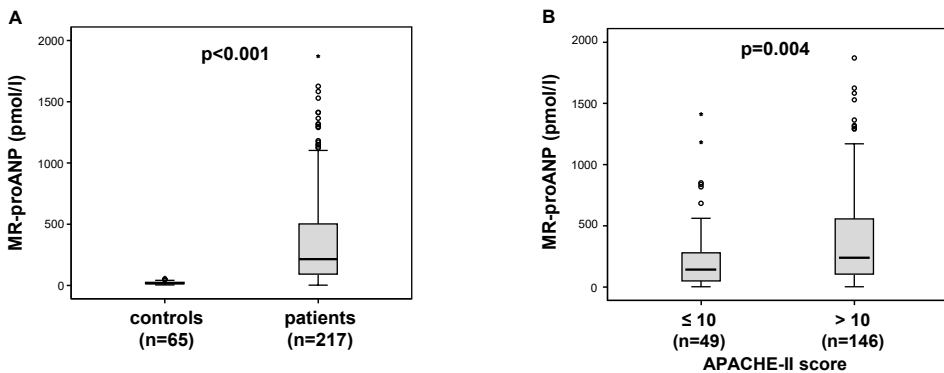 A
MR-proANP (pmol/l)
2000
1500
1000
500
0
p<0.001
controls
(n=65)
patients
(n=217)
B
MR-proANP (pmol/l)
2000
1500
1000
500
0
p=0.004
≤ 10
(n=49)
> 10
(n=146)
APACHE-II score